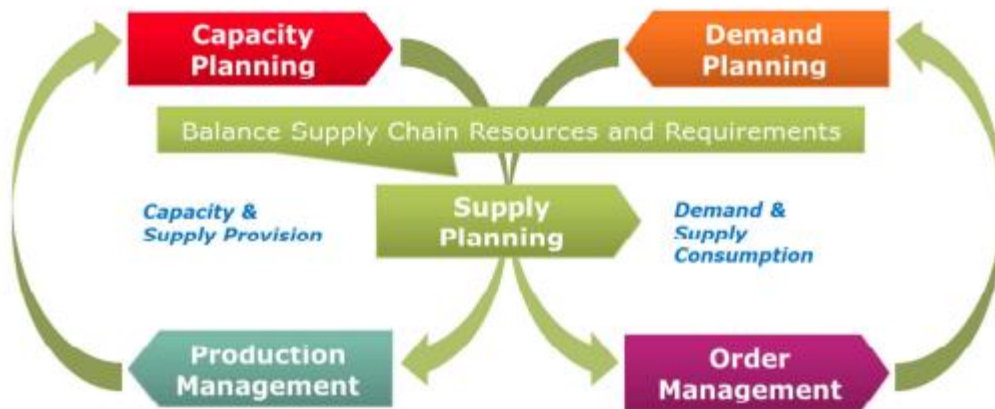 Capacity
Planning
Demand
Planning
Balance Supply Chain Resources and Requirements
Supply
Planning
Capacity &
Supply Provision
Demand &
Supply
Consumption
Production
Management
Order
Management